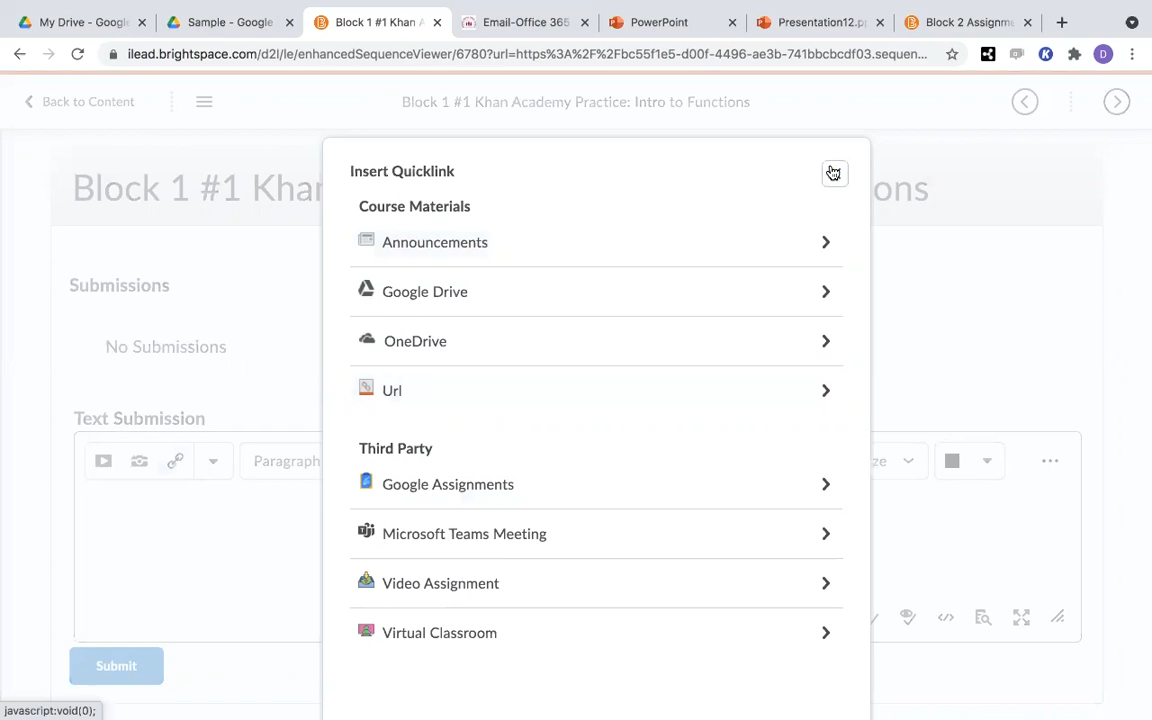 My Drive - Google
Sample - Google
Block 1 #1 Khan A
Email-Office 365
PowerPoint
Presentation12.pp
Block 2 Assignme
ilead.brightspace.com/d2l/le/enhancedSequenceViewer/6780?url=https%3A%2F%2Fbc55f1e5-d00f-4496-ae3b-741bbcbcdf03.sequen...
D
Back to Content
Block 1 #1 Khan Academy Practice: Intro to Functions
Insert Quicklink
Block 1 #1 Khan
ons
Course Materials
Announcements
Submissions
Google Drive
No Submissions
OneDrive
Url
Text Submission
Third Party
Paragraph
ze
Google Assignments
Microsoft Teams Meeting
Video Assignment
Virtual Classroom
Submit
javascript:void(0);